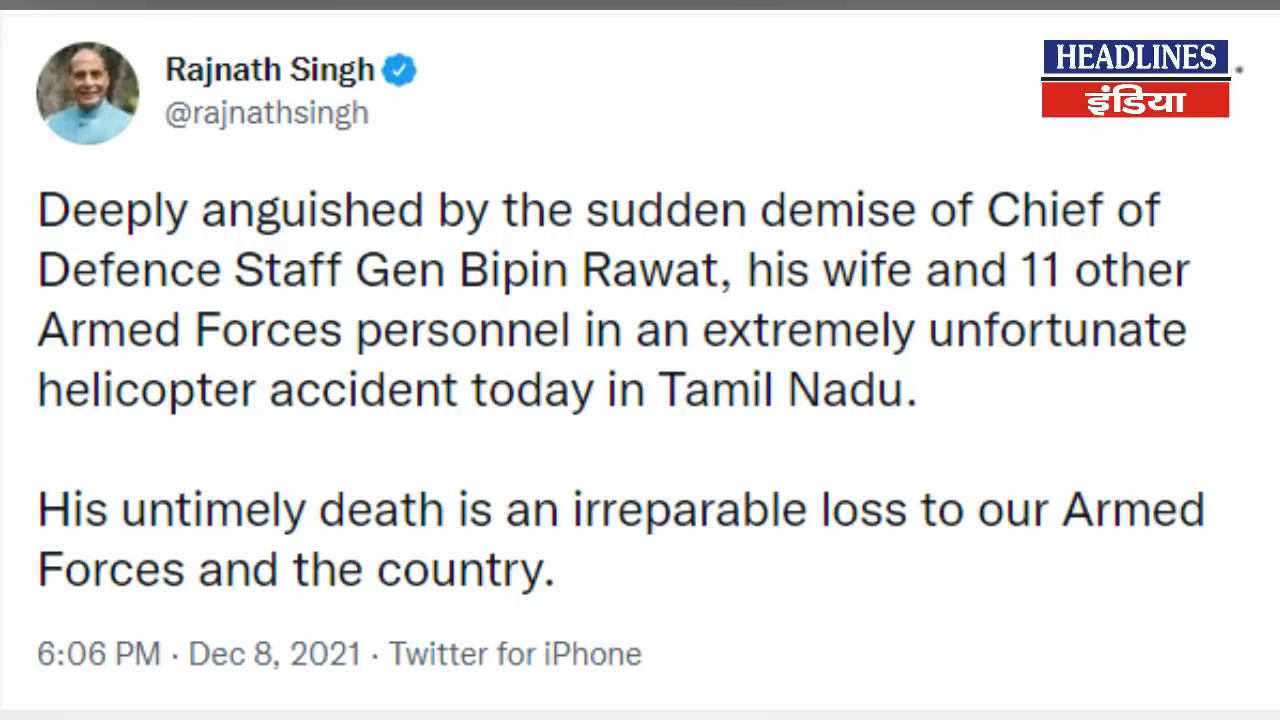 Rajnath Singh
@rajnathsingh
HEADLINES
इंडिया
Deeply anguished by the sudden demise of Chief of
Defence Staff Gen Bipin Rawat, his wife and 11 other
Armed Forces personnel in an extremely unfortunate
helicopter accident today in Tamil Nadu.
His untimely death is an irreparable loss to our Armed
Forces and the country.
6:06 PM · Dec 8, 2021 · Twitter for iPhone